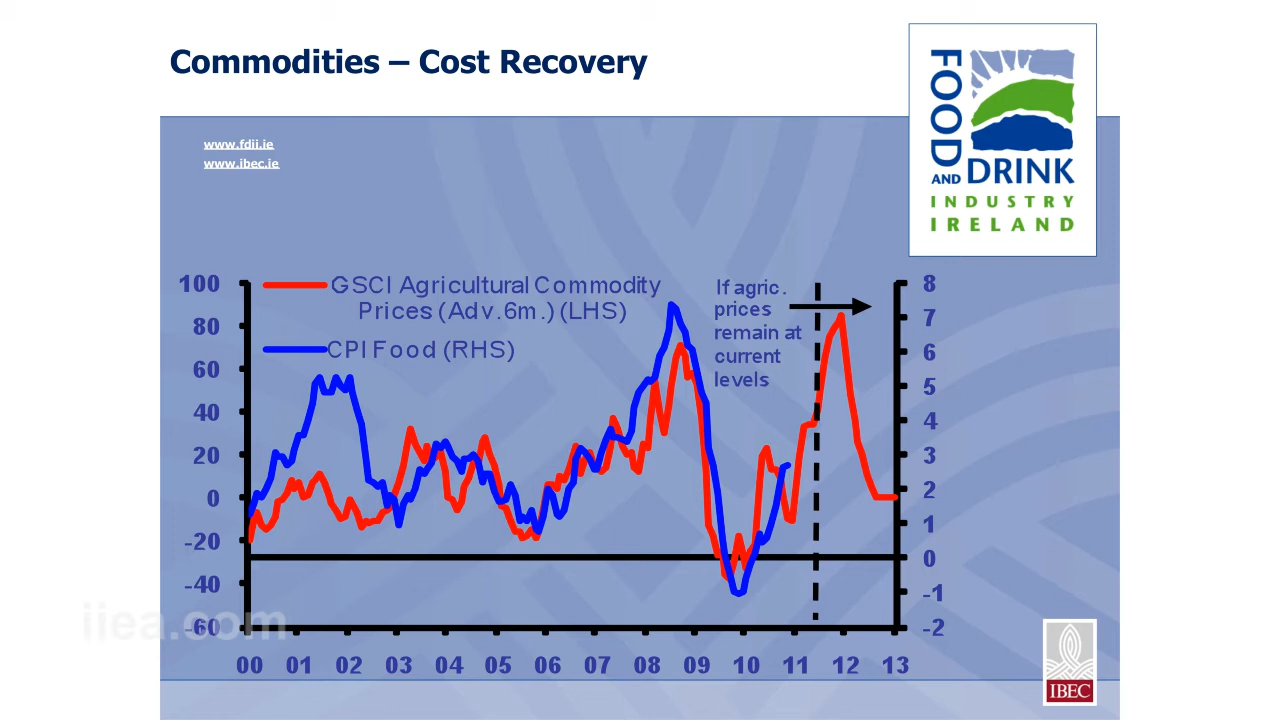 Commodities – Cost Recovery
www.fdii.ie
www.ibec.ie
FOOD
AND DRINK
INDUSTRY
IRELAND
GSCI Agricultural Commodity
Prices (Adv.6m.) (LHS)
CPI Food (RHS)
If agric.
prices
remain at
current
levels
100
80
60
40
20
0
-20
-40
-60
8
7
6
5
4
3
2
1
0
-1
-2
00 01 02 03 04 05 06 07 08 09 10 11 12 13
iiea.com
IBEC